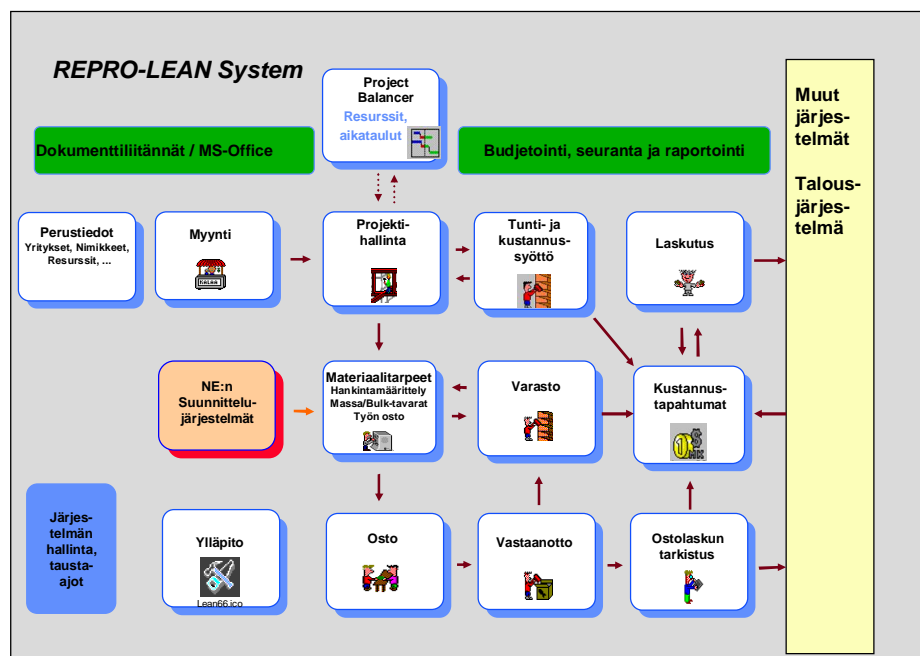 REPRO-LEAN System
Project
Balancer
Resurssit,
aikataulut
Muut
järjes-
telmät
Talous-
järjes-
telmä
Dokumenttiliitännät / MS-Office
Budjetointi, seuranta ja raportointi
Perustiedot
Yritykset, Nimikkeet,
Resurssit, ...
Myynti
Projekti-
hallinta
Tunti- ja
kustannus-
syöttö
Laskutus
NE:n
Suunnittelu-
järjestelmät
Materiaalitarpeet
Hankintamäärittely
Massa/Bulk-tavarat
Työn osto
Varasto
Kustannus-
tapahtumat
Järjes-
telmän
hallinta,
tausta-
ajot
Ylläpito
Lean66.ico
Osto
Vastaanotto
Ostolaskun
tarkistus